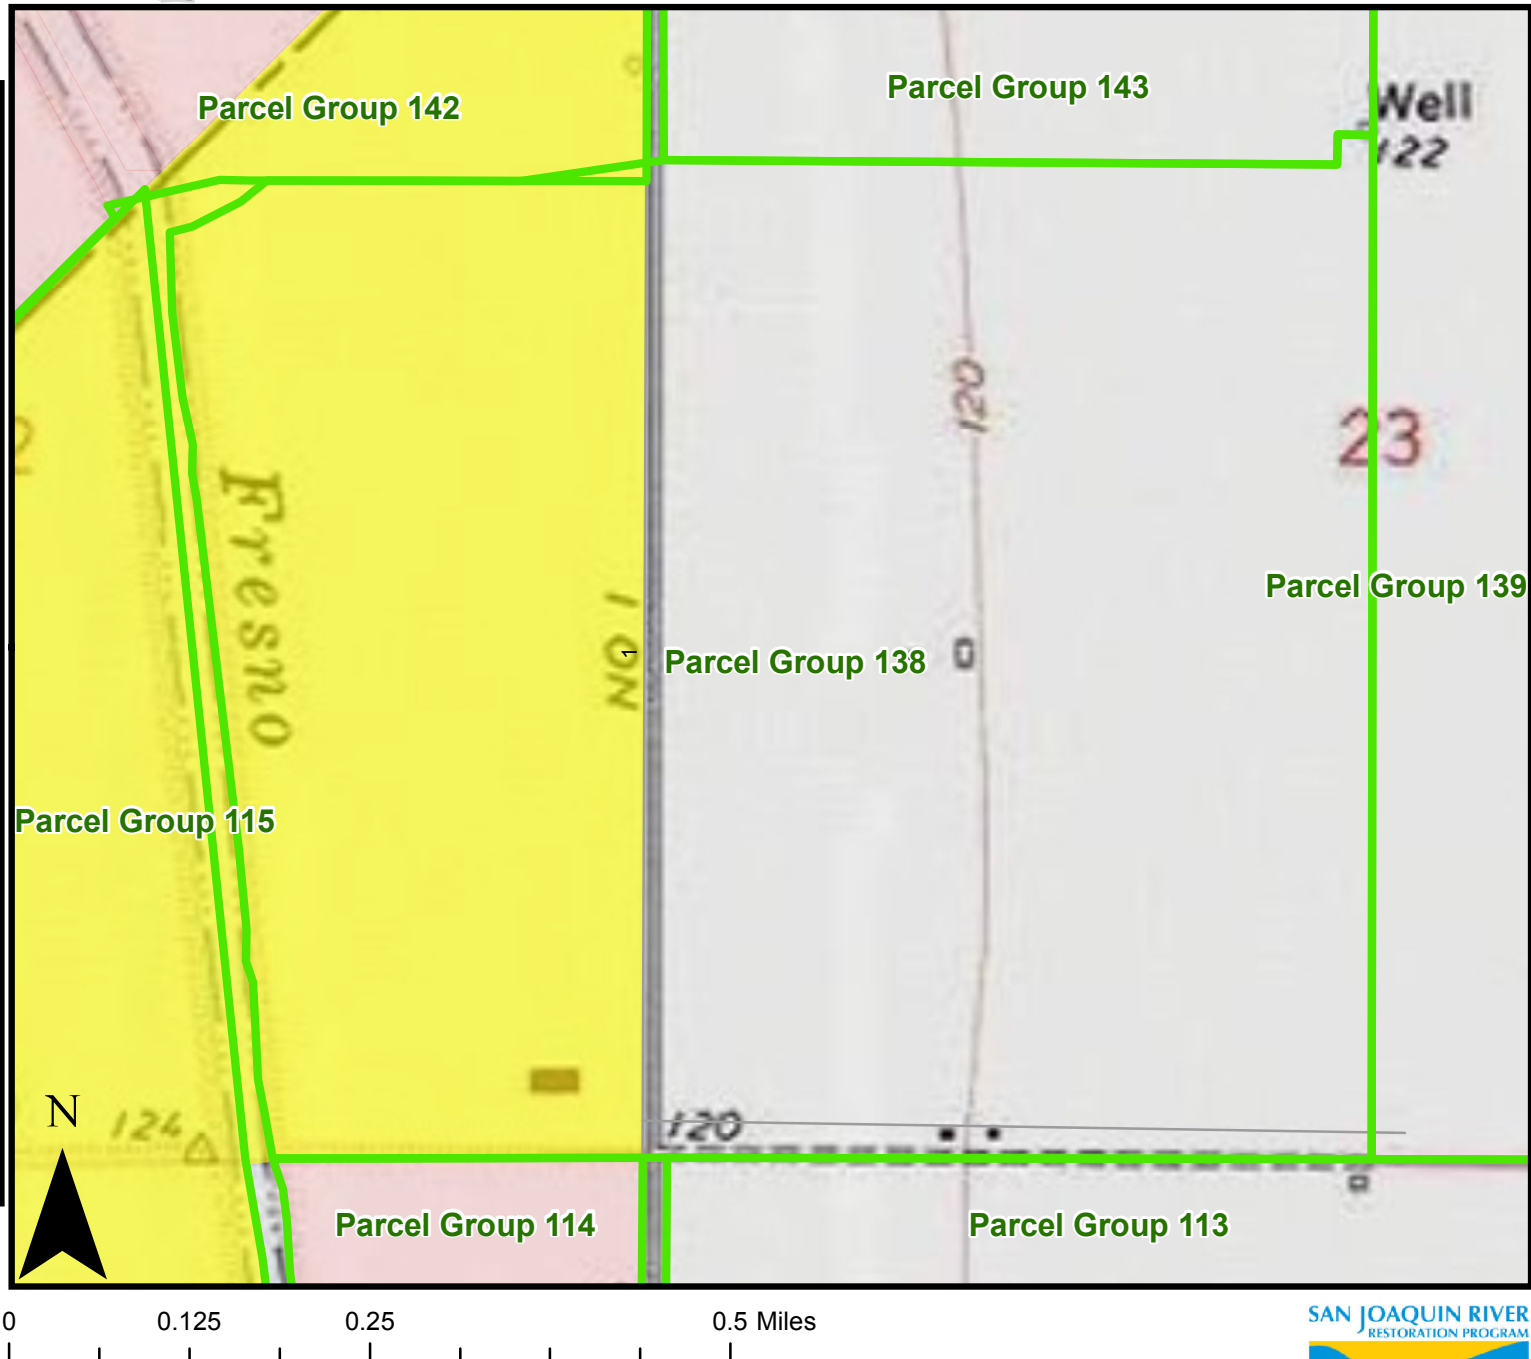 Parcel Group 142
Parcel Group 143
Well
122
120
23
Fresno
Parcel Group 139
1
Parcel Group 138
Parcel Group 115
N
124
120
Parcel Group 114
Parcel Group 113
0
0.125
0.25
0.5 Miles
SAN JOAQUIN RIVER
RESTORATION PROGRAM